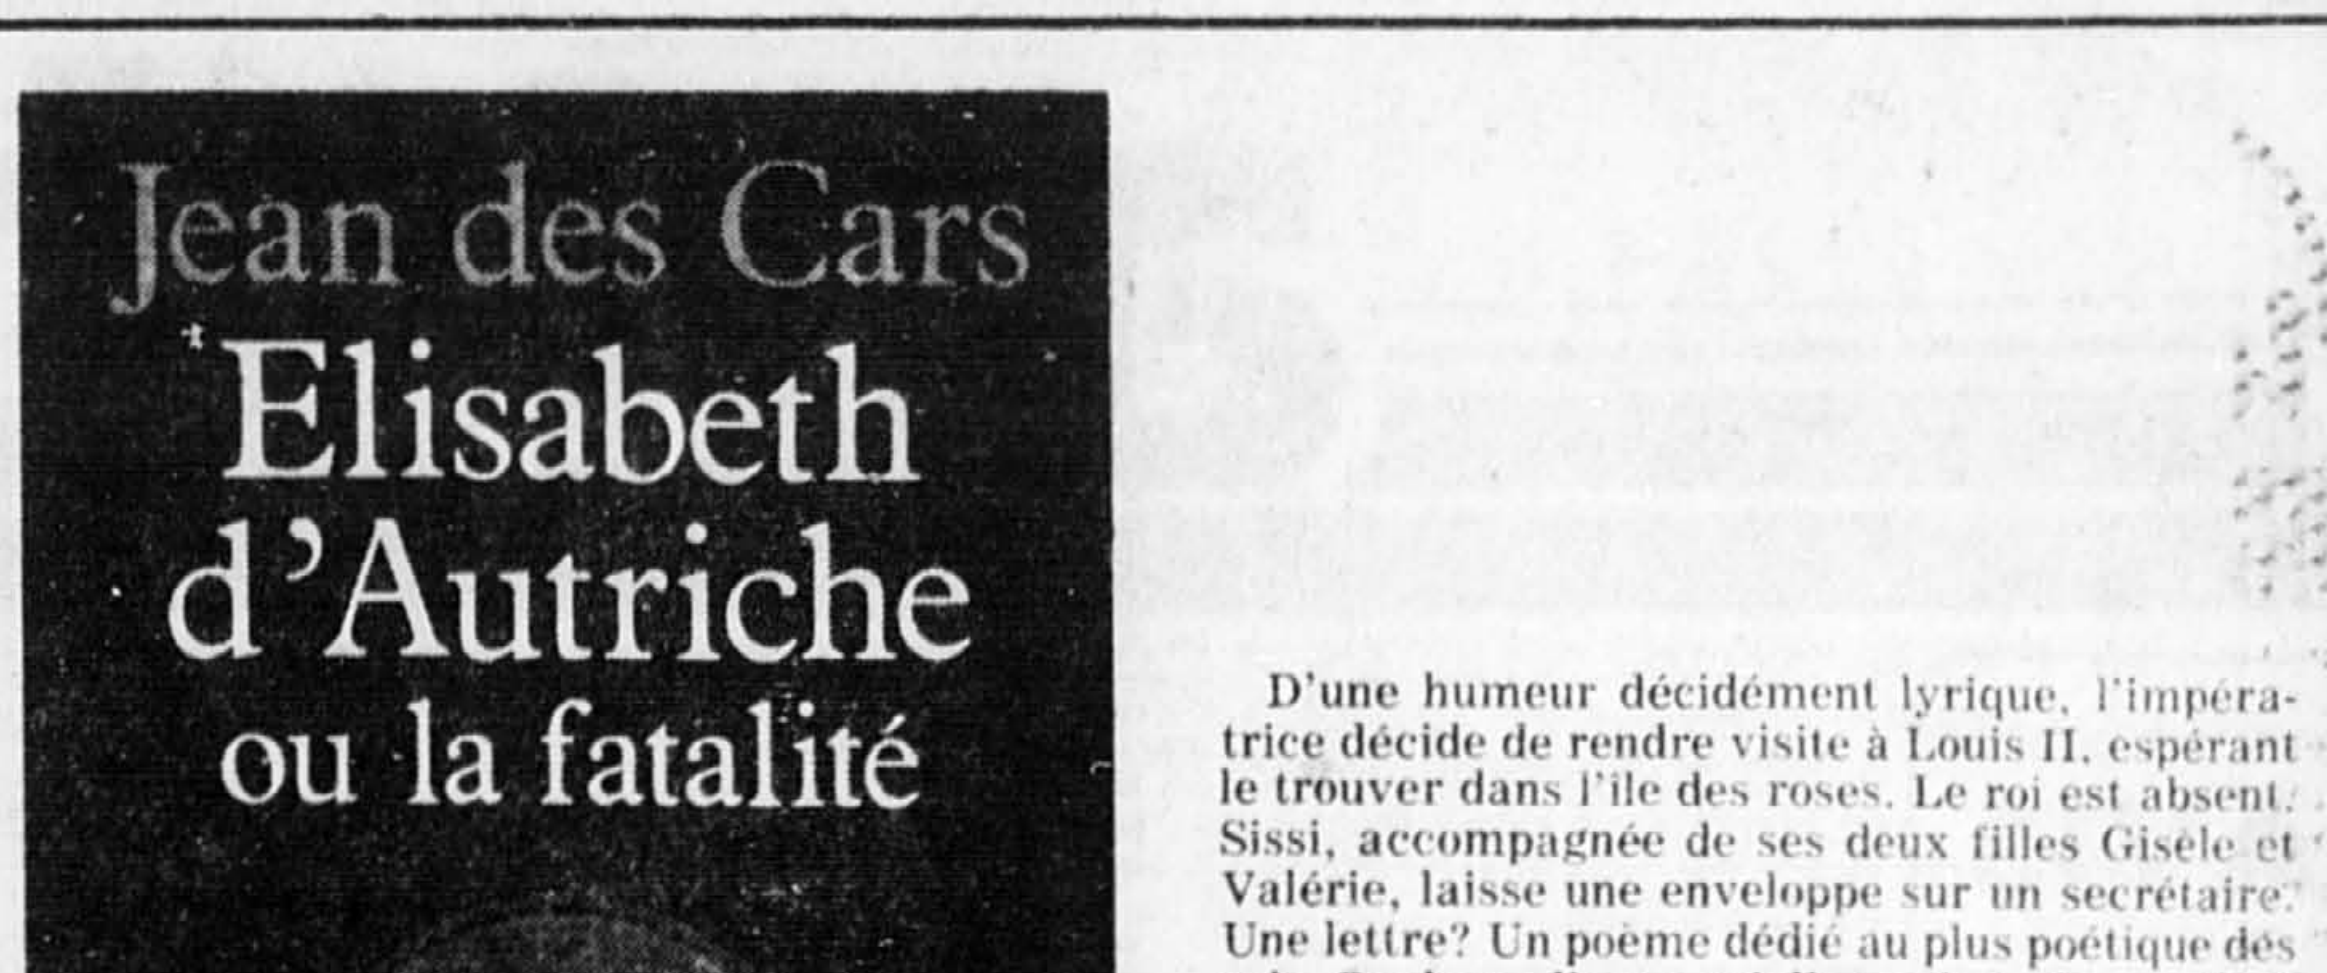 Jean des Cars
Elisabeth
d'Autriche
ou la fatalité
D'une humeur décidément lyrique, l'impéra-
trice décide de rendre visite à Louis II, espérant
le trouver dans l'île des roses. Le roi est absent.
Sissi, accompagnée de ses deux filles Gisèle et
Valérie, laisse une enveloppe sur un secrétaire.
Une lettre? Un poème dédié au plus poétique des